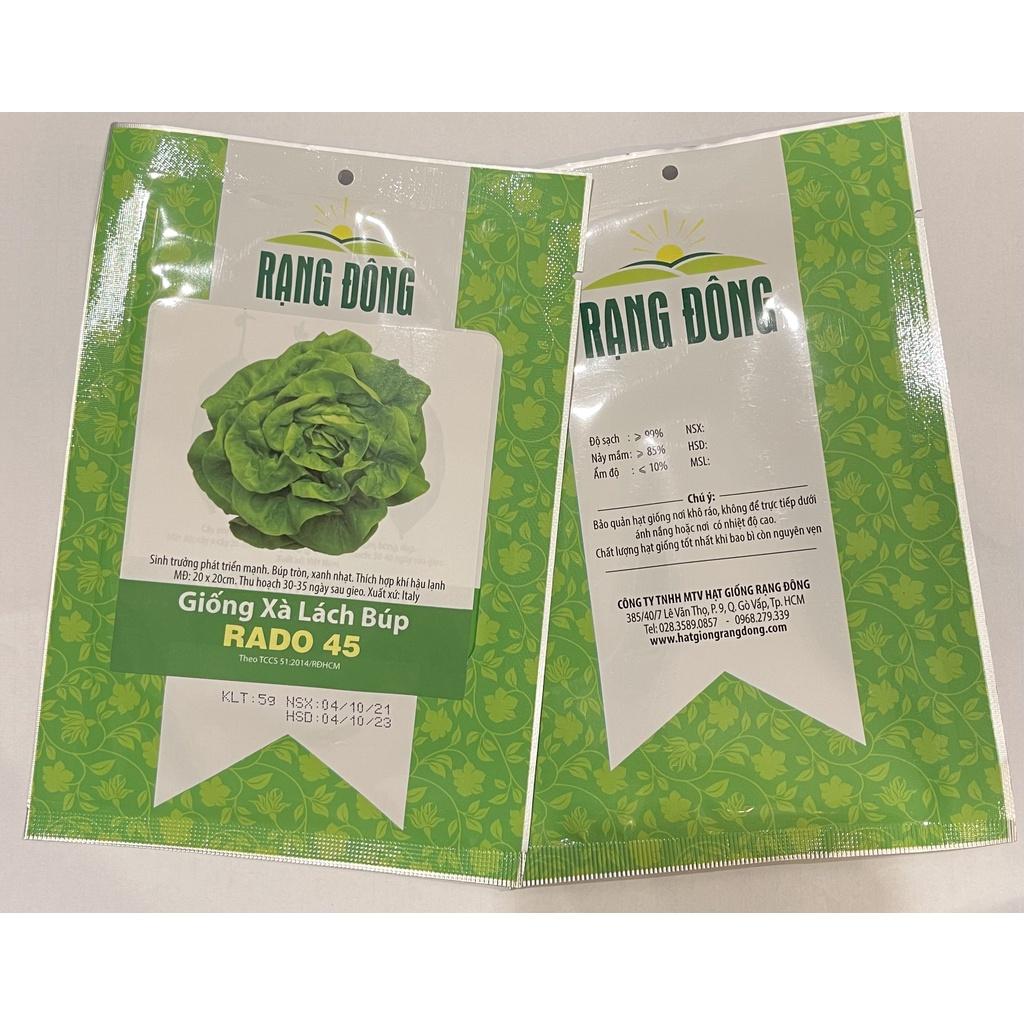 RẠNG ĐÔNG
Sinh trưởng phát triển mạnh. Búp tròn, xanh nhạt. Thích hợp khí hậu lạnh
MĐ: 20 x 20cm. Thu hoạch 30-35 ngày sau gieo. Xuất xứ: Italy
Giống Xà Lách Búp
RADO 45
Theo TCCS 51:2014/RĐHCM
KLT:5g NSX:04/10/21
HSD:04/10/23
RẠNG ĐÔNG
Độ sạch : ⩾ 99% NSX:
Nảy mầm: ⩾ 85% HSD:
Ẩm độ : ⩽ 10% MSL:
Chú ý:
Bảo quản hạt giống nơi khô ráo, không để trực tiếp dưới
ánh nắng hoặc nơi có nhiệt độ cao.
Chất lượng hạt giống tốt nhất khi bao bì còn nguyên vẹn
CÔNG TY TNHH MTV HẠT GIỐNG RẠNG ĐÔNG
385/40/7 Lê Văn Thọ, P. 9, Q. Gò Vấp, Tp. HCM
Tel: 028.3589.0857 - 0968.279.339
www.hatgiongrangdong.com